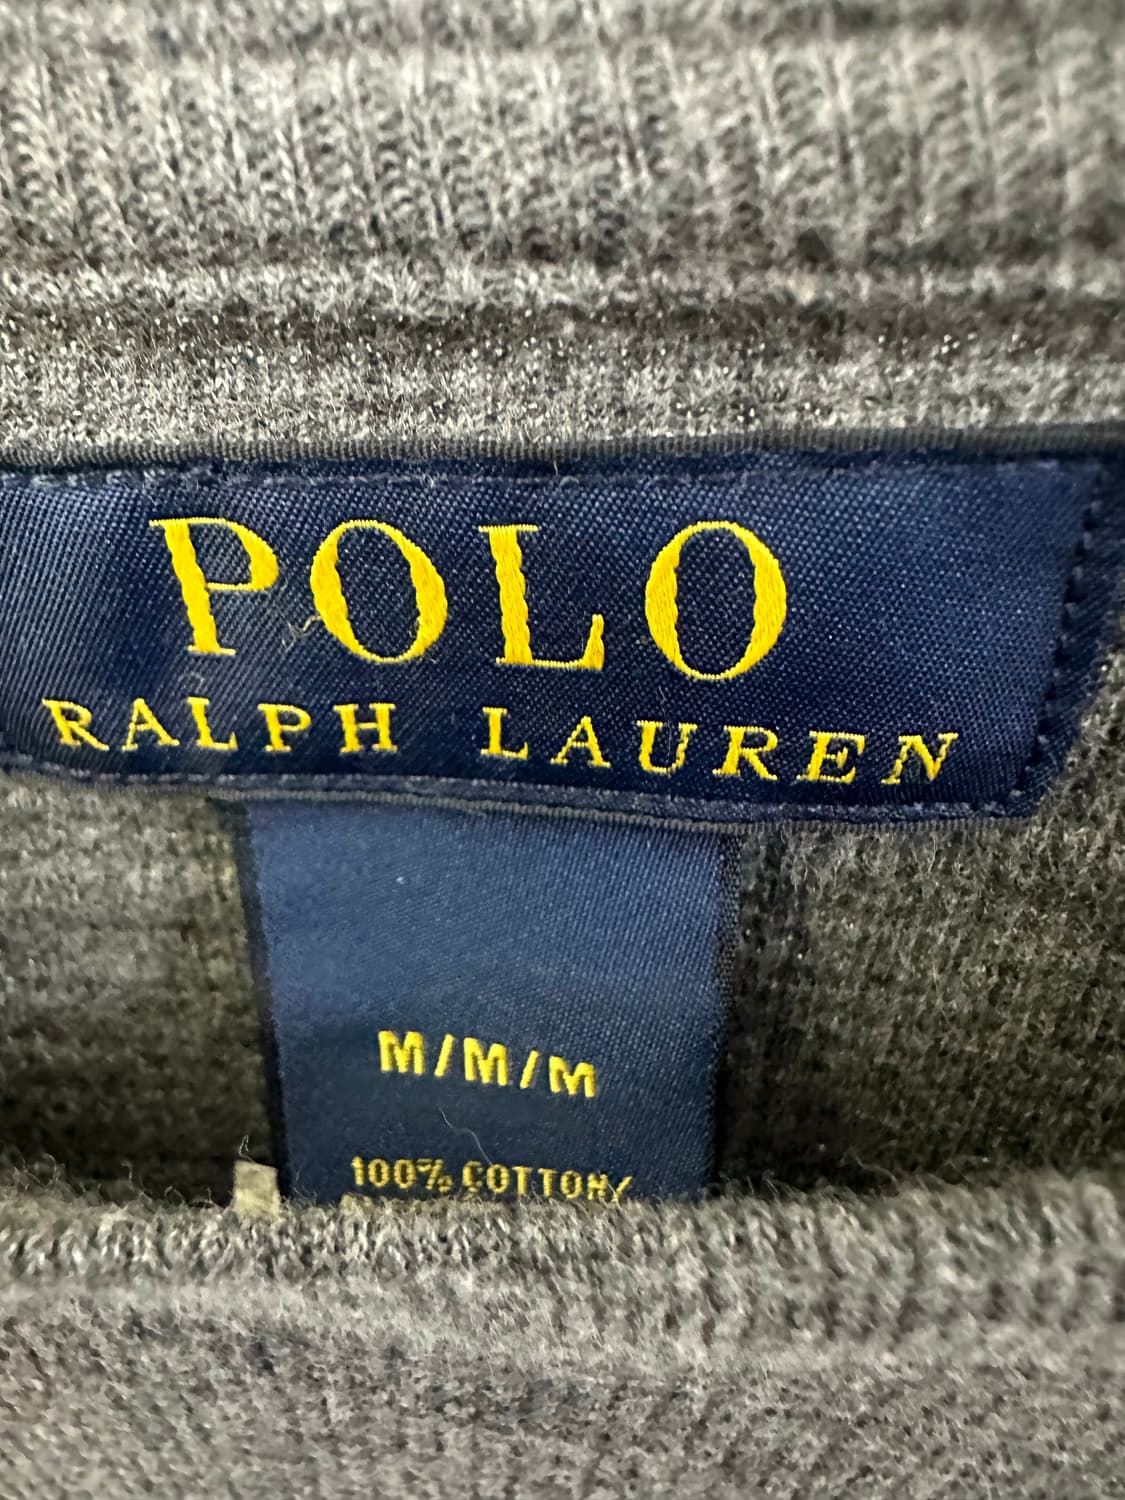 POLO
RALPH LAUREN
M/M/M
100% COTTON/